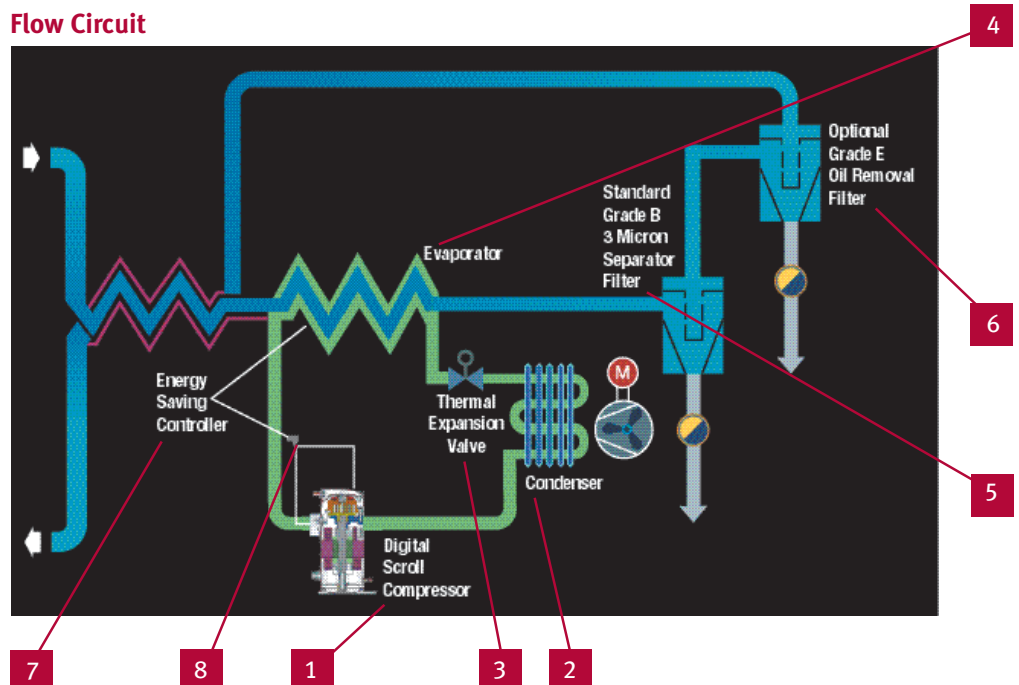 Flow Circuit
4
Optional
Grade E
Oil Removal
Filter
Standard
Grade B
3 Micron
Separator
Filter
Evaporator
6
Energy
Saving
Controller
Thermal
Expansion
Valve
M
Condenser
5
Digital
Scroll
Compressor
7
8
1
3
2